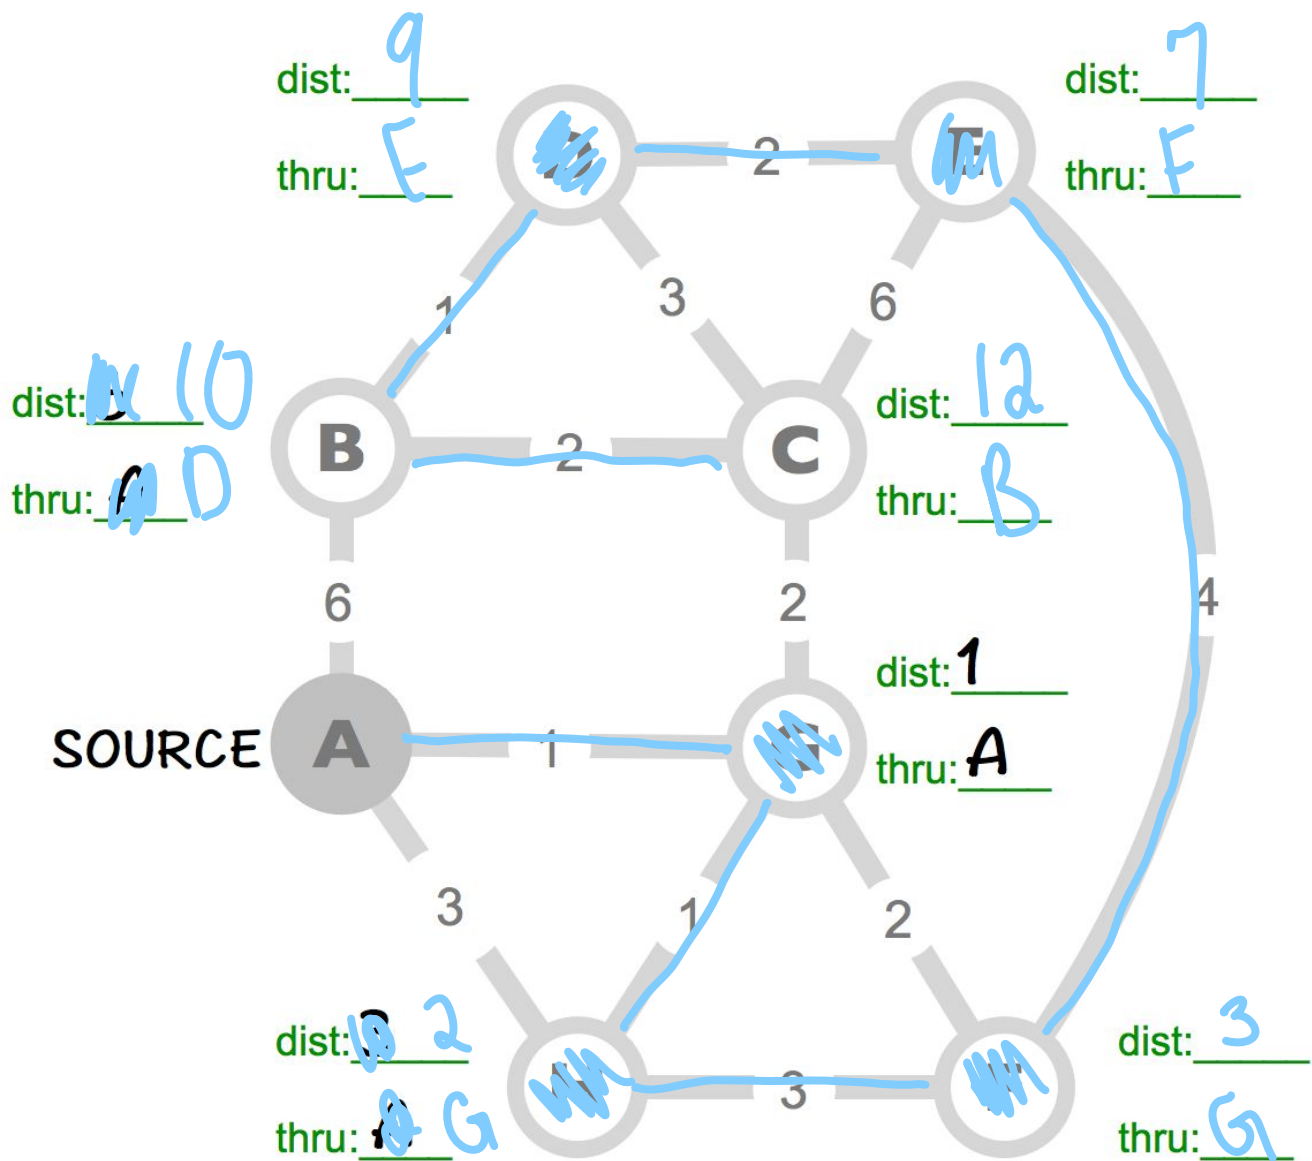 dist: 9
thru: E
2
dist: 7
thru: F
1
3
6
dist: 10
thru: D
B
2
C
dist: 12
thru: B
6
2
4
SOURCE
A
1
dist: 1
thru: A
3
1
2
dist: 2
thru: G
3
dist: 3
thru: G